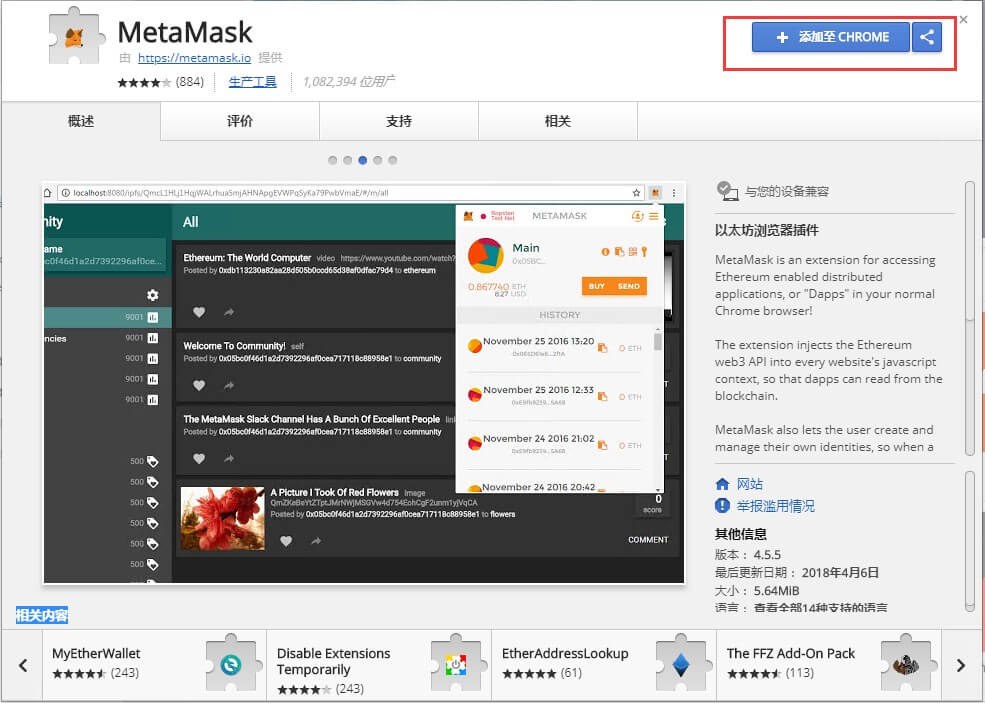 MetaMask
由 https://metamask.io 提供
(884) 生产工具 1,082,394 位用户
添加至 CHROME
概述 评价 支持 相关
localhost:8080/ipfs/QmcL1HLj1HqjWALrhuaSmjAHNApgEVWPqSyKa79PwbVmaE/#/m/all
nity
ame
c0f46d1a2d7392296af0ce...
9001
9001
ncies
9001
9001
9001
500
500
500
500
500
500
All
Ethereum: The World Computer video https://www.youtube.com/watch?
Posted by 0xdb113230a82aa28d505b0ccd65d38af0dfac79d4 to ethereum
Welcome To Community! self
Posted by 0x05bc0f46d1a2d7392296af0cea717118c88958e1 to community
The MetaMask Slack Channel Has A Bunch Of Excellent People
Posted by 0x05bc0f46d1a2d7392296af0cea717118c88958e1 to community
A Picture I Took Of Red Flowers image
Posted by 0x05bc0f46d1a2d7392296af0cea717118c88958e1 to flowers
0
score
COMMENT
Ropsten
Test Net
METAMASK
Main
0x05BC...
0.867740 ETH
8.27 USD
BUY SEND
HISTORY
November 25 2016 13:20
0 ETH
November 25 2016 12:33
0xE9fb9239...5A6B
0 ETH
November 24 2016 21:02
0xE9fb9239...5A6B
0 ETH
November 24 2016 20:42
与您的设备兼容
以太坊浏览器插件
MetaMask is an extension for accessing
Ethereum enabled distributed
applications, or "Dapps" in your normal
Chrome browser!
The extension injects the Ethereum
web3 API into every website's javascript
context, so that dapps can read from the
blockchain.
MetaMask also lets the user create and
manage their own identities, so when a
网站
举报滥用情况
其他信息
版本： 4.5.5
最后更新日期： 2018年4月6日
大小： 5.64MiB
语言： 查看全部14种支持的语言
相关内容
MyEtherWallet
(243)
Disable Extensions
Temporarily
(243)
EtherAddressLookup
(61)
The FFZ Add-On Pack
(113)